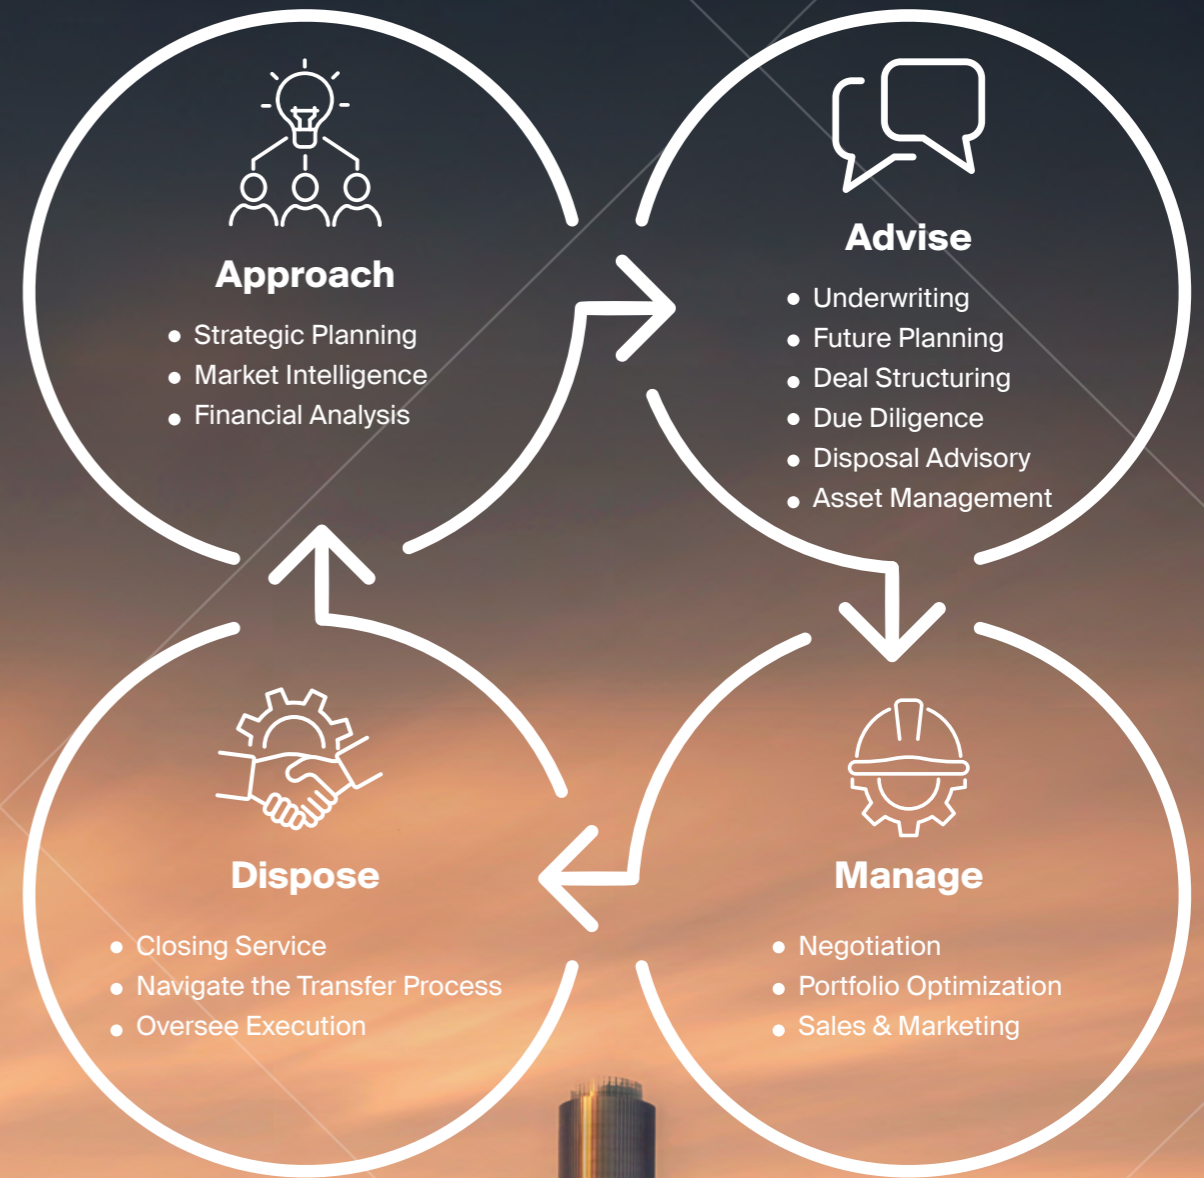 Approach
Strategic Planning
Market Intelligence
Financial Analysis
Advise
Underwriting
Future Planning
Deal Structuring
Due Diligence
Disposal Advisory
Asset Management
Dispose
Closing Service
Navigate the Transfer Process
Oversee Execution
Manage
Negotiation
Portfolio Optimization
Sales & Marketing